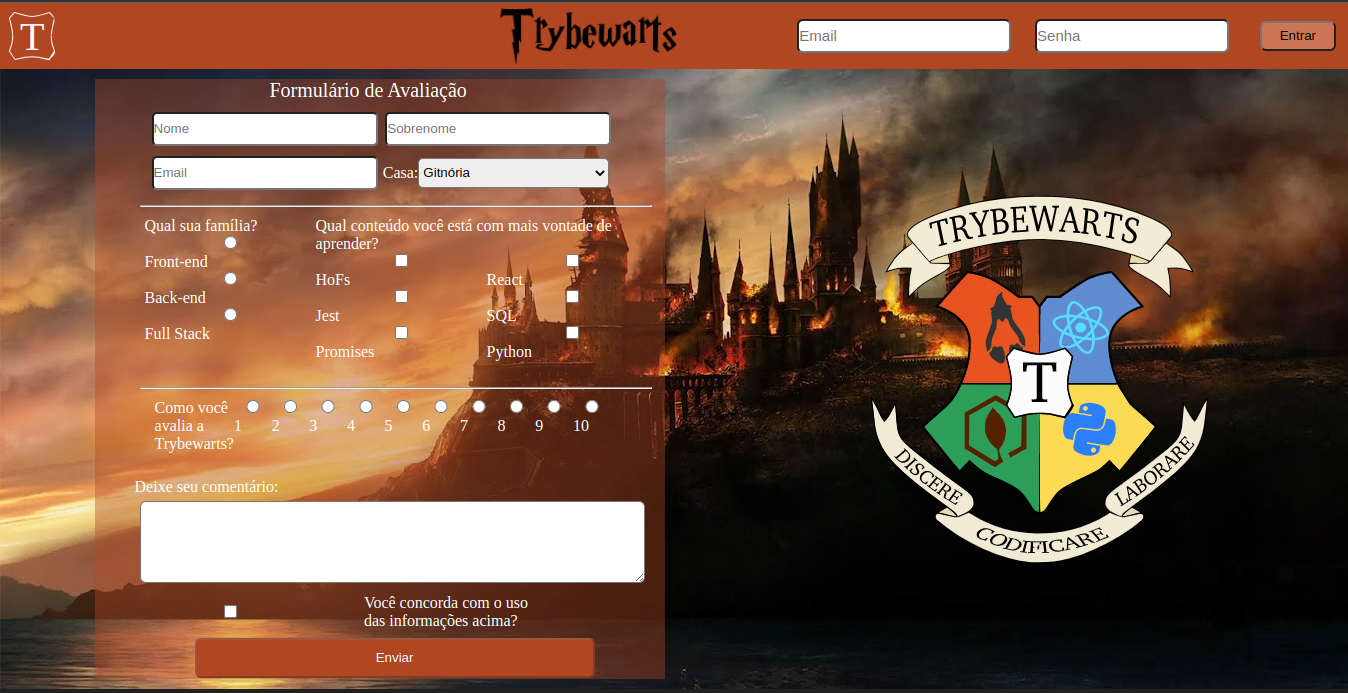 T
Trybewarts
Email
Senha
Entrar
Formulário de Avaliação
Nome
Sobrenome
Email
Casa:
Gitnória
Qual sua família?
Front-end
Back-end
Full Stack
Qual conteúdo você está com mais vontade de
aprender?
HoFs
React
Jest
SQL
Promises
Python
Como você
avalia a
Trybewarts?
1 2 3 4 5 6 7 8 9 10
Deixe seu comentário:
Você concorda com o uso
das informações acima?
Enviar
TRYBEWARTS
T
DISCERE
CODIFICARE
LABORARE